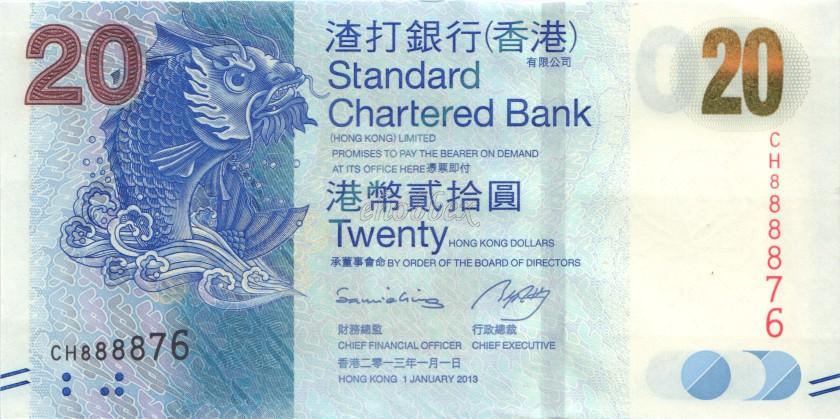 20
渣打銀行(香港)
有限公司
Standard
Chartered Bank
(HONG KONG) LIMITED
PROMISES TO PAY THE BEARER ON DEMAND
AT ITS OFFICE HERE 憑票即付
港幣貳拾圓
Twenty HONG KONG DOLLARS
承董事會命 BY ORDER OF THE BOARD OF DIRECTORS
財務總監 行政總裁
CHIEF FINANCIAL OFFICER CHIEF EXECUTIVE
香港二零一三年一月一日
HONG KONG 1 JANUARY 2013
CH888876
20
CH888876